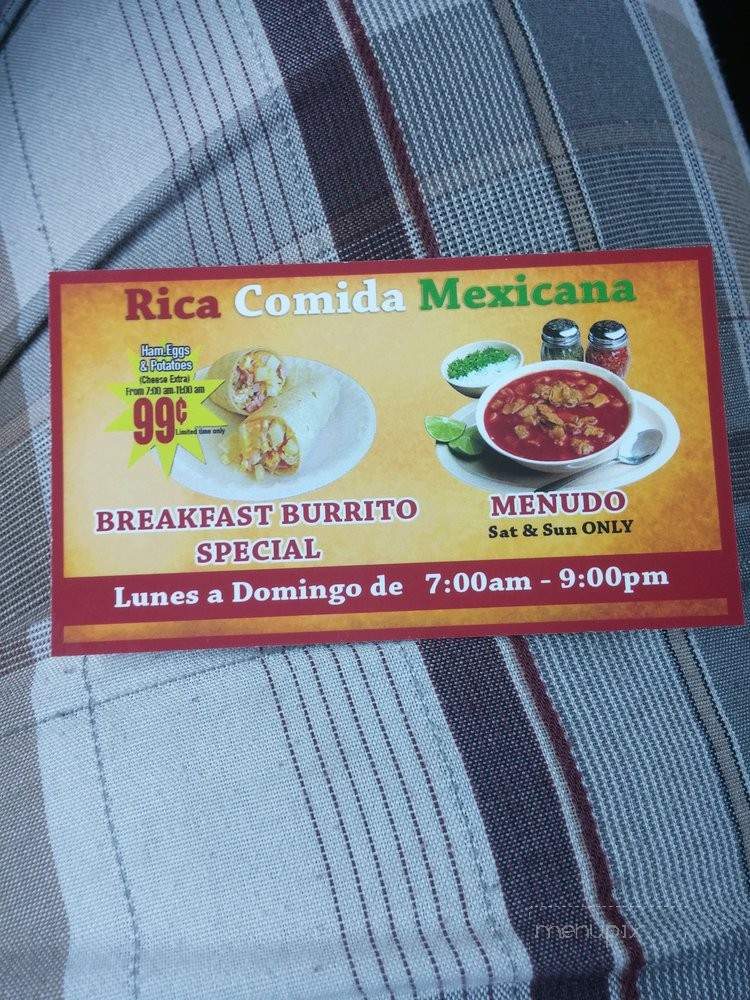 Rica Comida Mexicana
Ham,Eggs
& Potatoes
(Cheese Extra)
From 7:00 am-11:00 am
99¢
Limited time only
BREAKFAST BURRITO
SPECIAL
MENUDO
Sat & Sun ONLY
Lunes a Domingo de 7:00am - 9:00pm
menupix